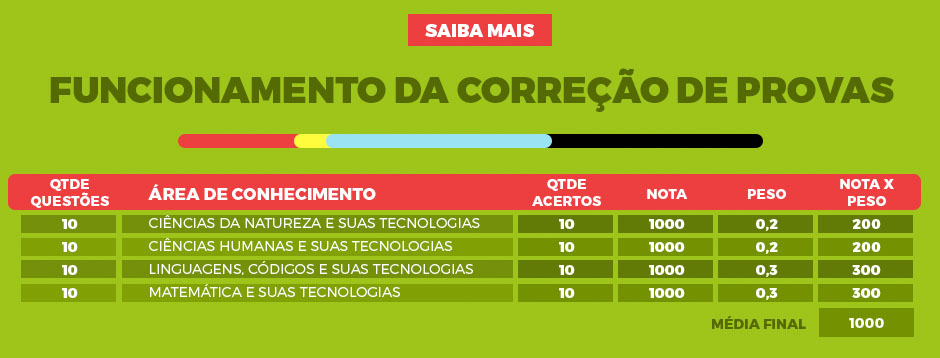 SAIBA MAIS
FUNCIONAMENTO DA CORREÇÃO DE PROVAS
QTDE QUESTÕES ÁREA DE CONHECIMENTO QTDE ACERTOS NOTA PESO NOTA X PESO
10 CIÊNCIAS DA NATUREZA E SUAS TECNOLOGIAS 10 1000 0,2 200
10 CIÊNCIAS HUMANAS E SUAS TECNOLOGIAS 10 1000 0,2 200
10 LINGUAGENS, CÓDIGOS E SUAS TECNOLOGIAS 10 1000 0,3 300
10 MATEMÁTICA E SUAS TECNOLOGIAS 10 1000 0,3 300
MÉDIA FINAL 1000